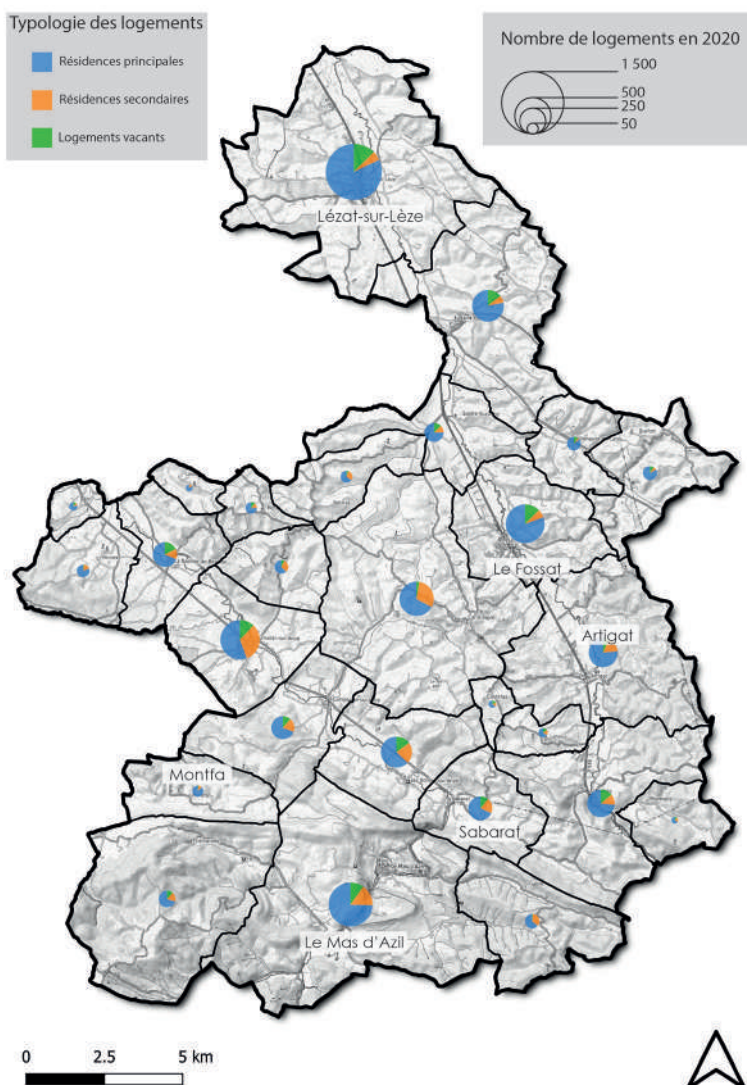 Typologie des logements
Résidences principales
Résidences secondaires
Logements vacants
Nombre de logements en 2020
1 500
500
250
50
Lézat-sur-Lèze
Le Fossat
Artigat
Montfa
Sabarat
Le Mas d'Azil
0 2.5 5 km